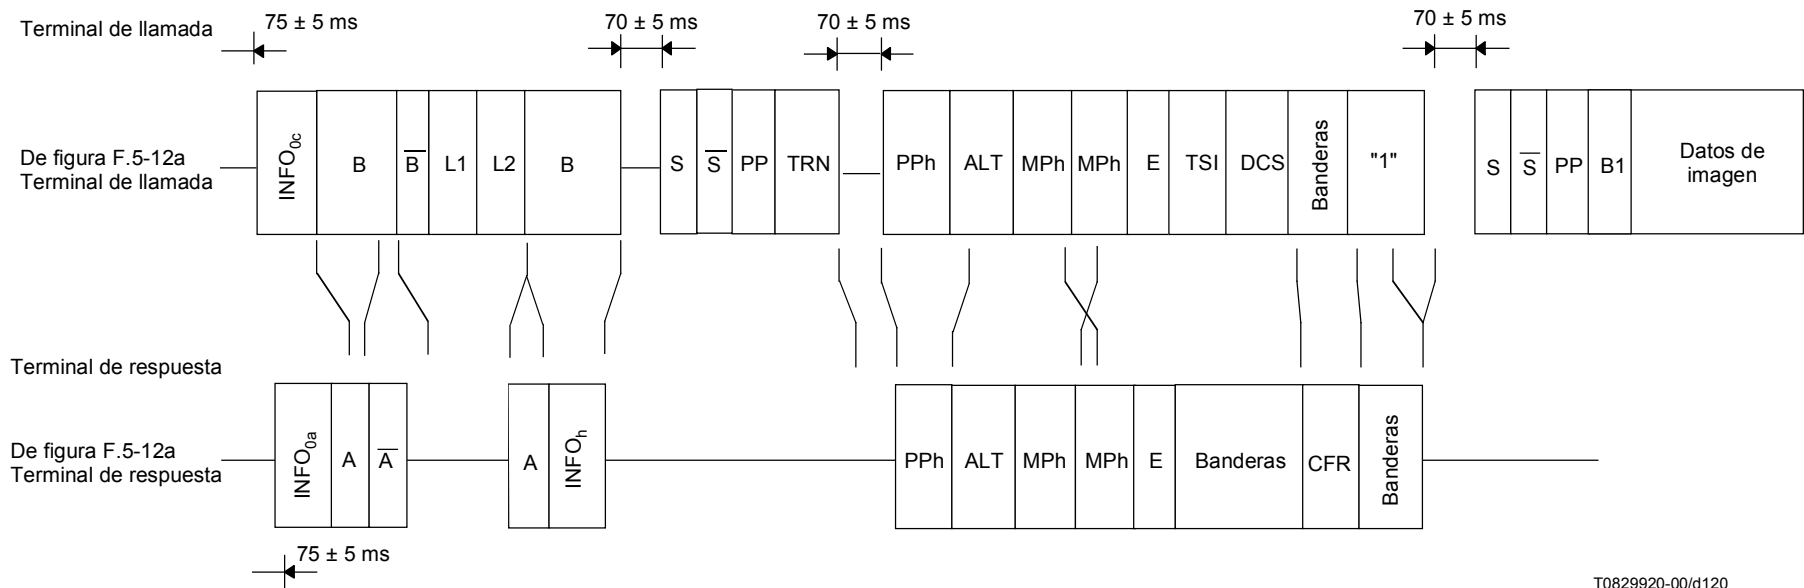 Terminal de llamada
75 ± 5 ms
70 ± 5 ms
70 ± 5 ms
70 ± 5 ms
De figura F.5-12a
Terminal de llamada
INFO0c
B
B̅
L1
L2
B
S
S̅
PP
TRN
PPh
ALT
MPh
MPh
E
TSI
DCS
Banderas
"1"
S
S̅
PP
B1
Datos de
imagen
Terminal de respuesta
De figura F.5-12a
Terminal de respuesta
INFO0a
A
A̅
A
INFOh
PPh
ALT
MPh
MPh
E
Banderas
CFR
Banderas
75 ± 5 ms
T0829920-00/d120